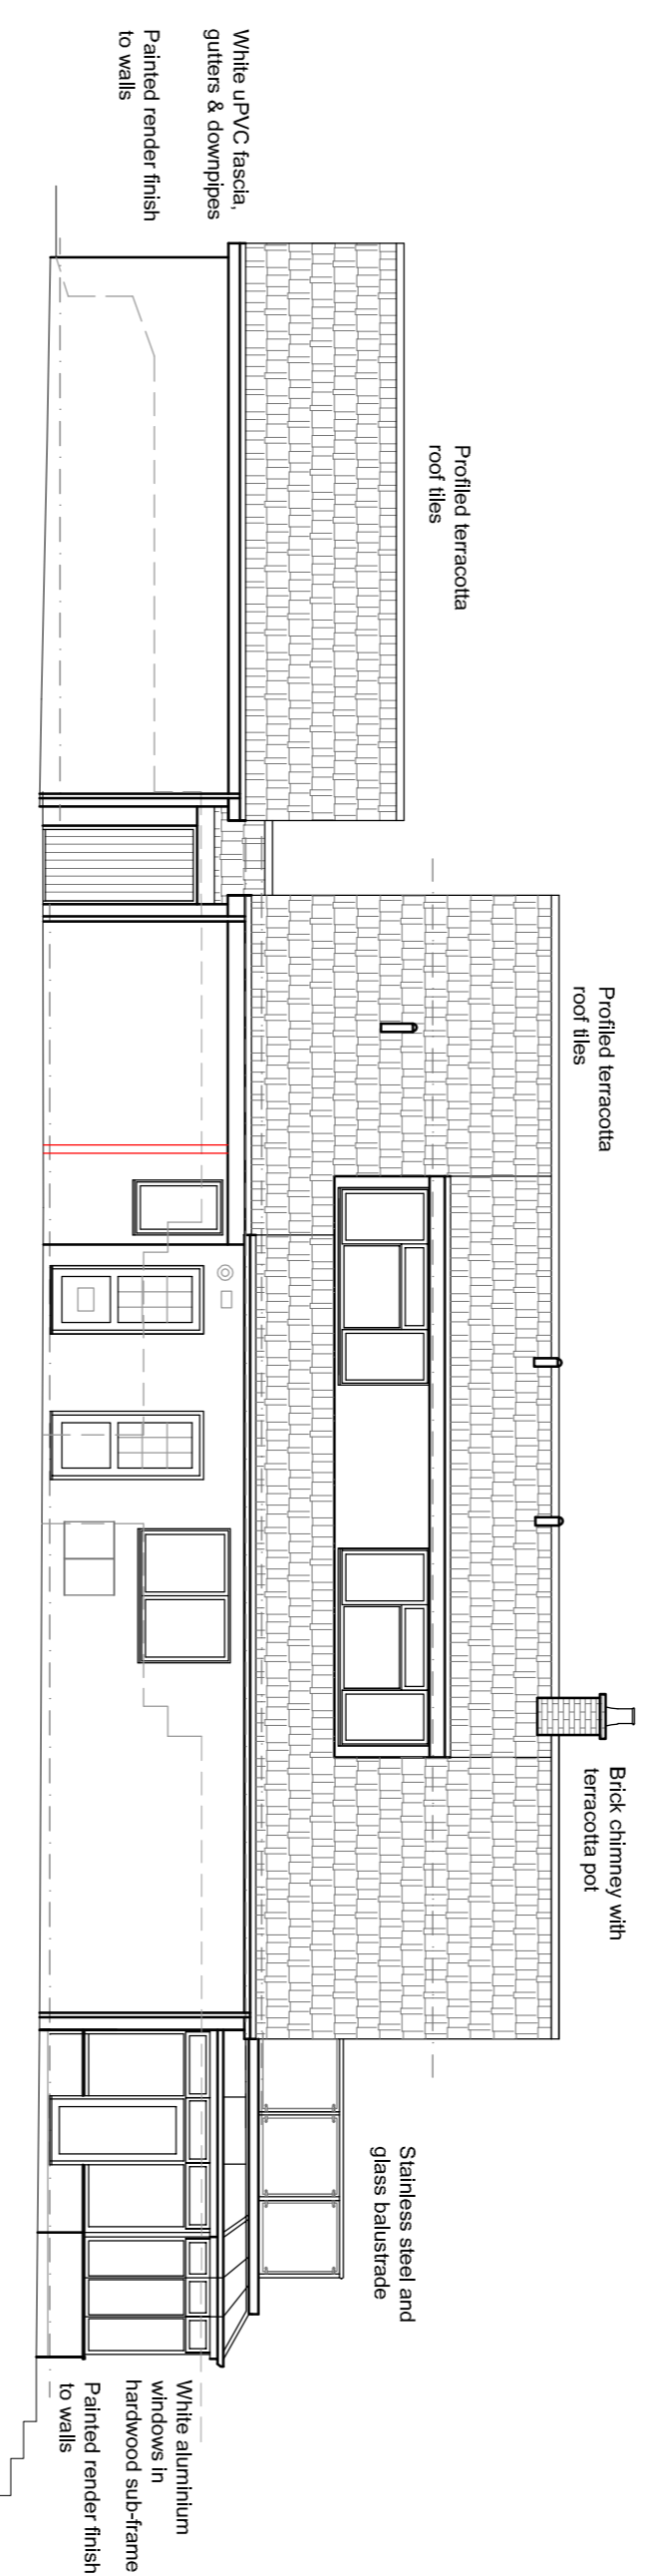 White uPVC fascia,
gutters & downpipes
Painted render finish
to walls
Profiled terracotta
roof tiles
Profiled terracotta
roof tiles
Brick chimney with
terracotta pot
Stainless steel and
glass balustrade
White aluminium
windows in
hardwood sub-frame
Painted render finish
to walls